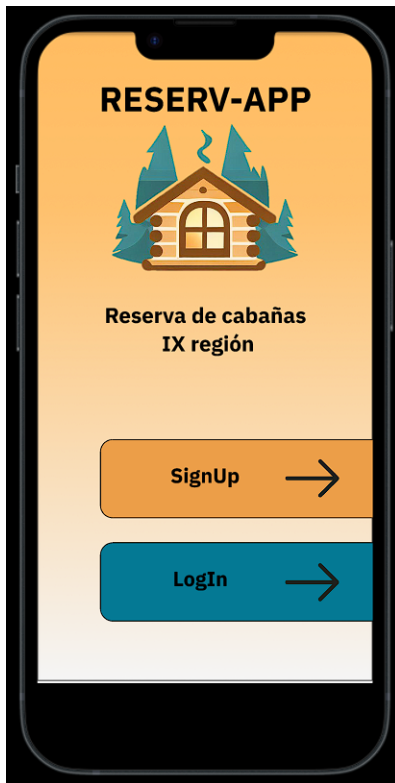 RESERV-APP
Reserva de cabañas
IX región
SignUp
LogIn